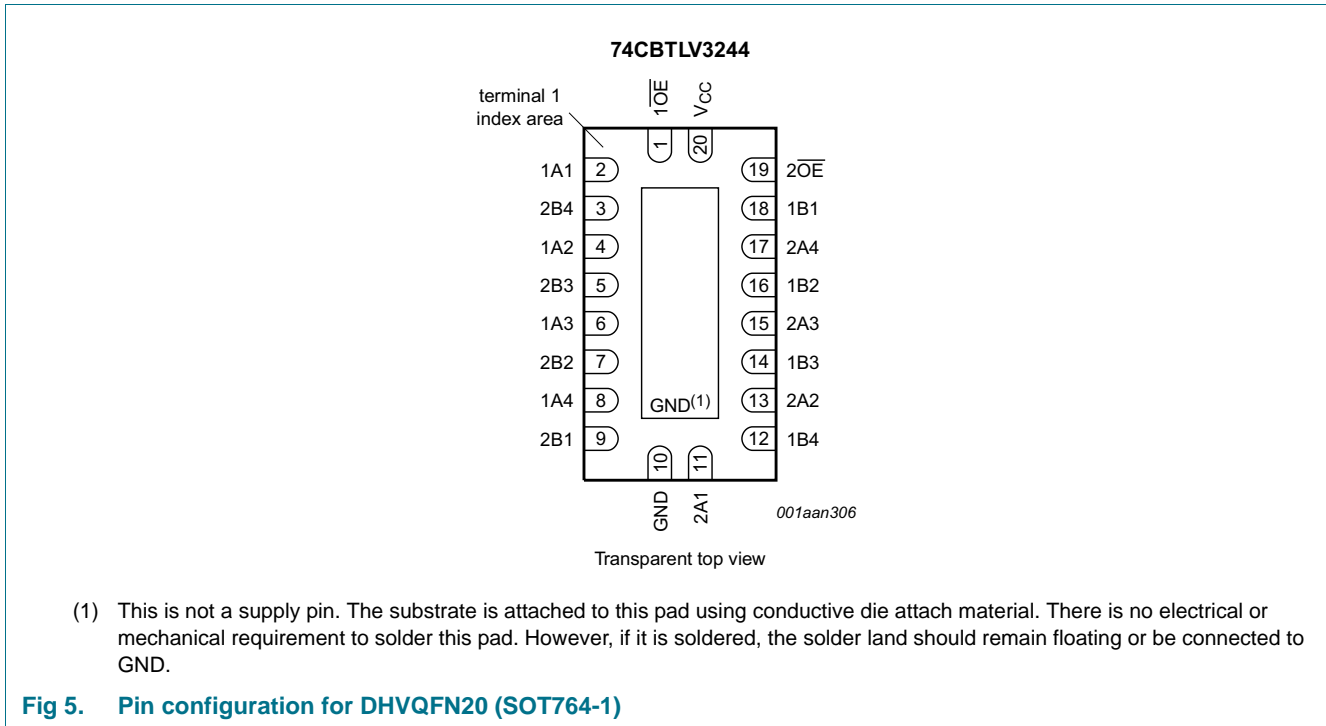 74CBTLV3244
terminal 1
index area
1O̅E̅
VCC
1
20
1A1 2
19 2O̅E̅
2B4 3
18 1B1
1A2 4
17 2A4
2B3 5
16 1B2
1A3 6
15 2A3
2B2 7
14 1B3
1A4 8
GND(1)
13 2A2
2B1 9
12 1B4
10
11
GND
2A1
001aan306
Transparent top view
(1) This is not a supply pin. The substrate is attached to this pad using conductive die attach material. There is no electrical or
mechanical requirement to solder this pad. However, if it is soldered, the solder land should remain floating or be connected to
GND.
Fig 5. Pin configuration for DHVQFN20 (SOT764-1)